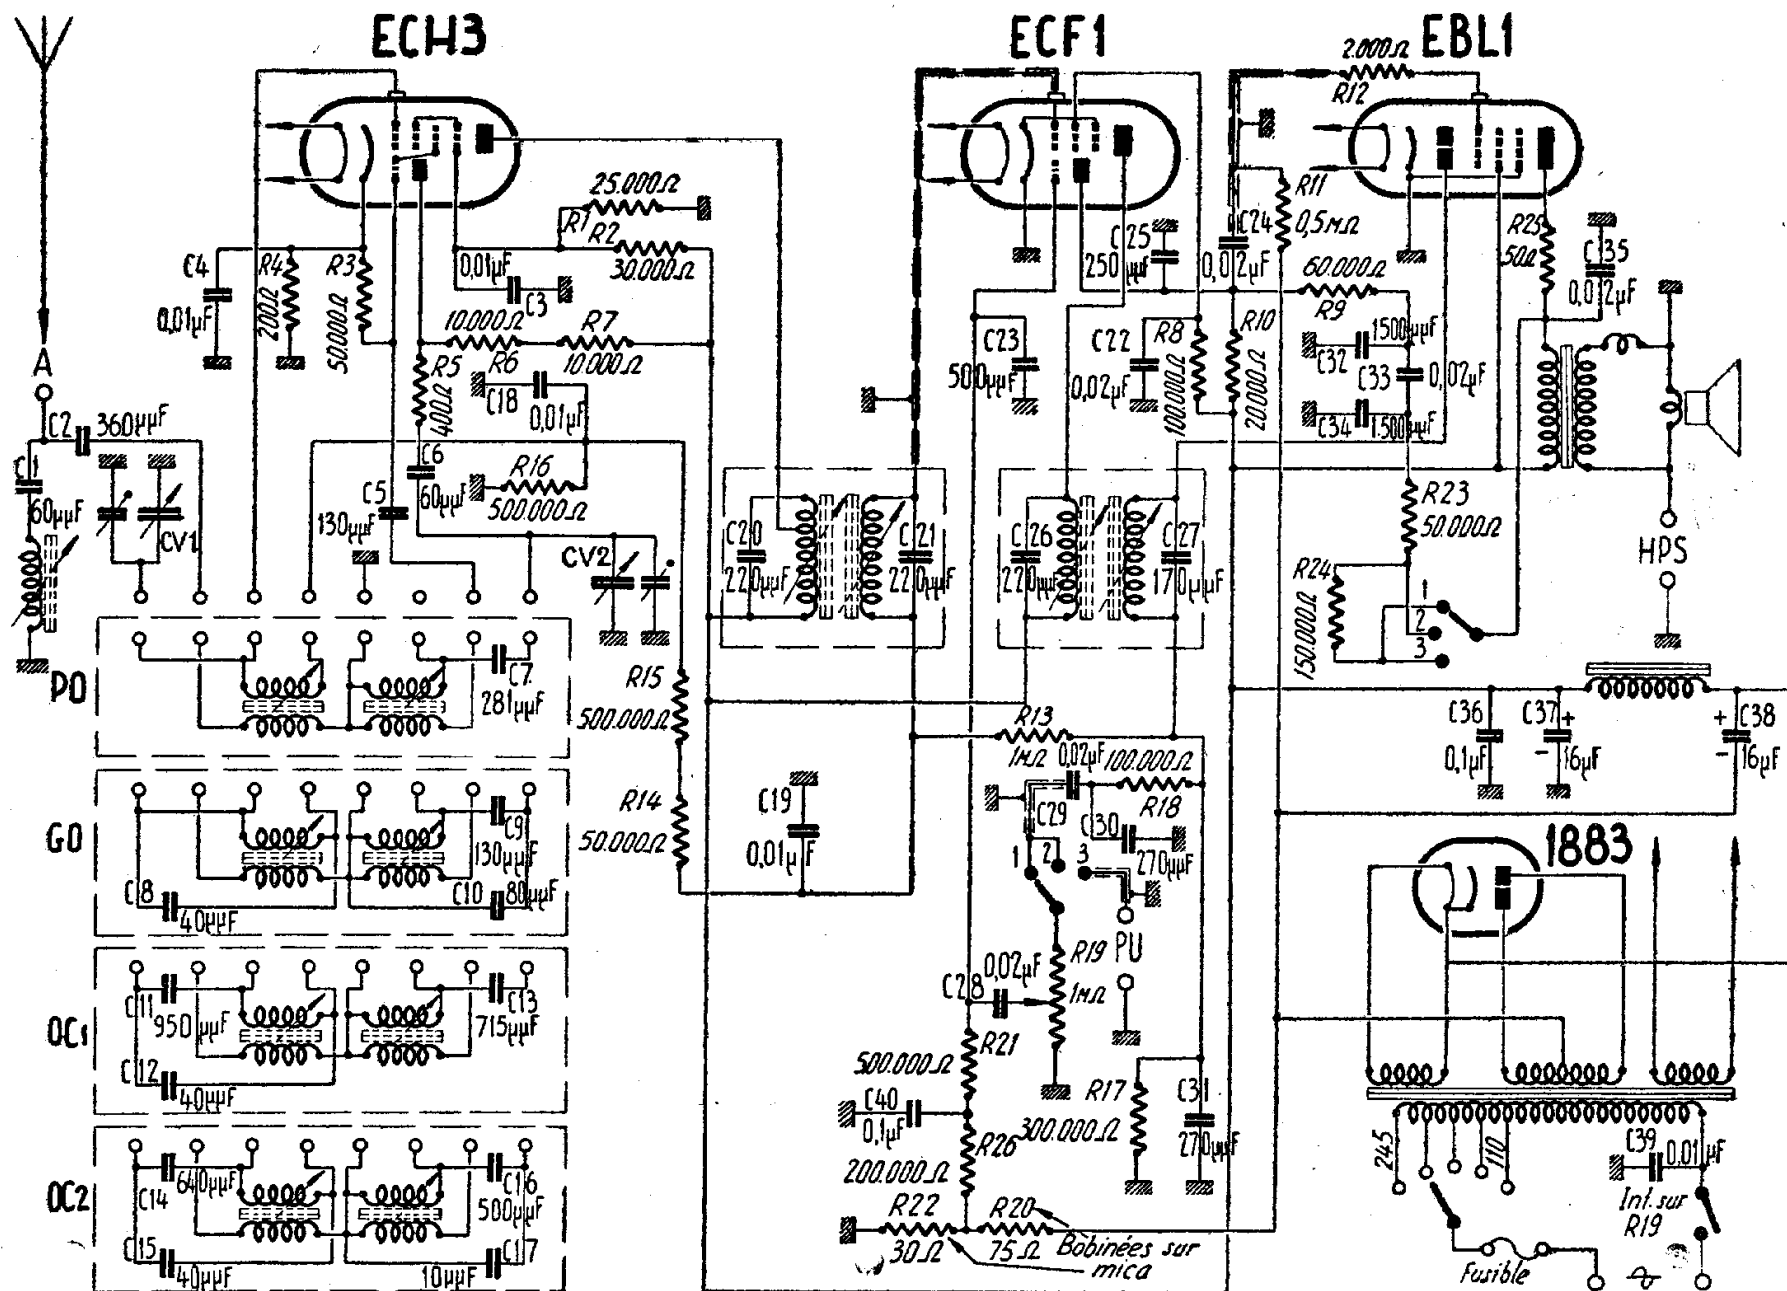 ECH3
ECF1
EBL1
2.000Ω
R12
25.000Ω
R1
R2
30.000Ω
C4
0,01µF
R4
200Ω
R3
50.000Ω
0,01µF
C3
10.000Ω
R6
R7
10.000Ω
R5
400Ω
C18
0,01µF
C6
60µµF
R16
500.000Ω
C5
130µµF
A
C2
360µµF
C1
60µµF
CV1
CV2
C25
250µµF
C24
0,02µF
R11
0,5MΩ
60.000Ω
R9
R25
50Ω
C35
0,02µF
C23
500µµF
C22
0,02µF
R8
100.000Ω
R10
20.000Ω
1500µµF
C32
C33
0,02µF
C34
1.500µµF
C20
220µµF
C21
220µµF
C26
220µµF
C27
170µµF
R23
50.000Ω
R24
150.000Ω
1
2
3
HPS
PO
C7
281µµF
R15
500.000Ω
R13
1MΩ
0,02µF
C29
100.000Ω
R18
C30
270µµF
C36
0,1µF
C37
+
-
16µF
+
-
C38
16µF
GO
C8
40µµF
C9
130µµF
C10
80µµF
R14
50.000Ω
C19
0,01µF
1
2
3
PU
1883
OC1
C11
950µµF
C12
40µµF
C13
715µµF
C28
0,02µF
R19
1MΩ
R21
500.000Ω
C40
0,1µF
R26
200.000Ω
R17
300.000Ω
C31
270µµF
OC2
C14
640µµF
C15
40µµF
C16
500µµF
C17
10µµF
R22
30Ω
R20
75Ω
Bobinées sur
mica
245
110
C39
0,01µF
Int. sur
R19
Fusible